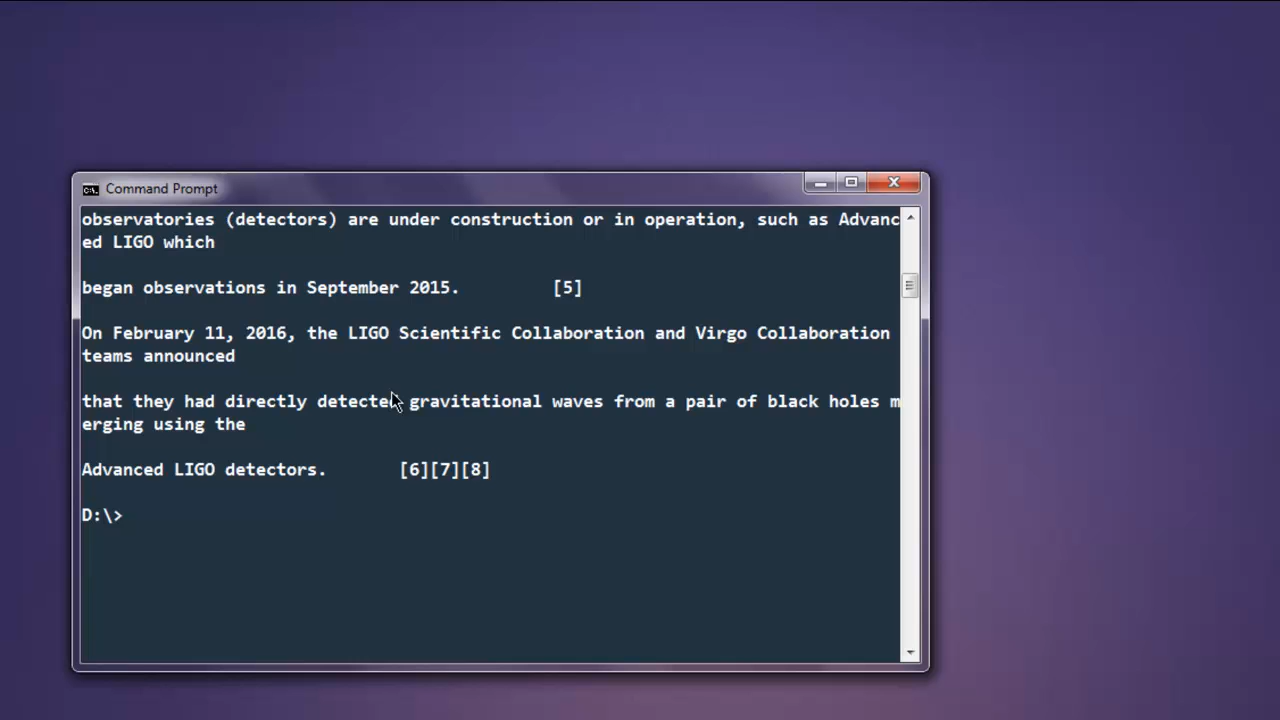 Command Prompt
observatories (detectors) are under construction or in operation, such as Advanc
ed LIGO which
began observations in September 2015. [5]
On February 11, 2016, the LIGO Scientific Collaboration and Virgo Collaboration
teams announced
that they had directly detected gravitational waves from a pair of black holes m
erging using the
Advanced LIGO detectors. [6][7][8]
D:\>